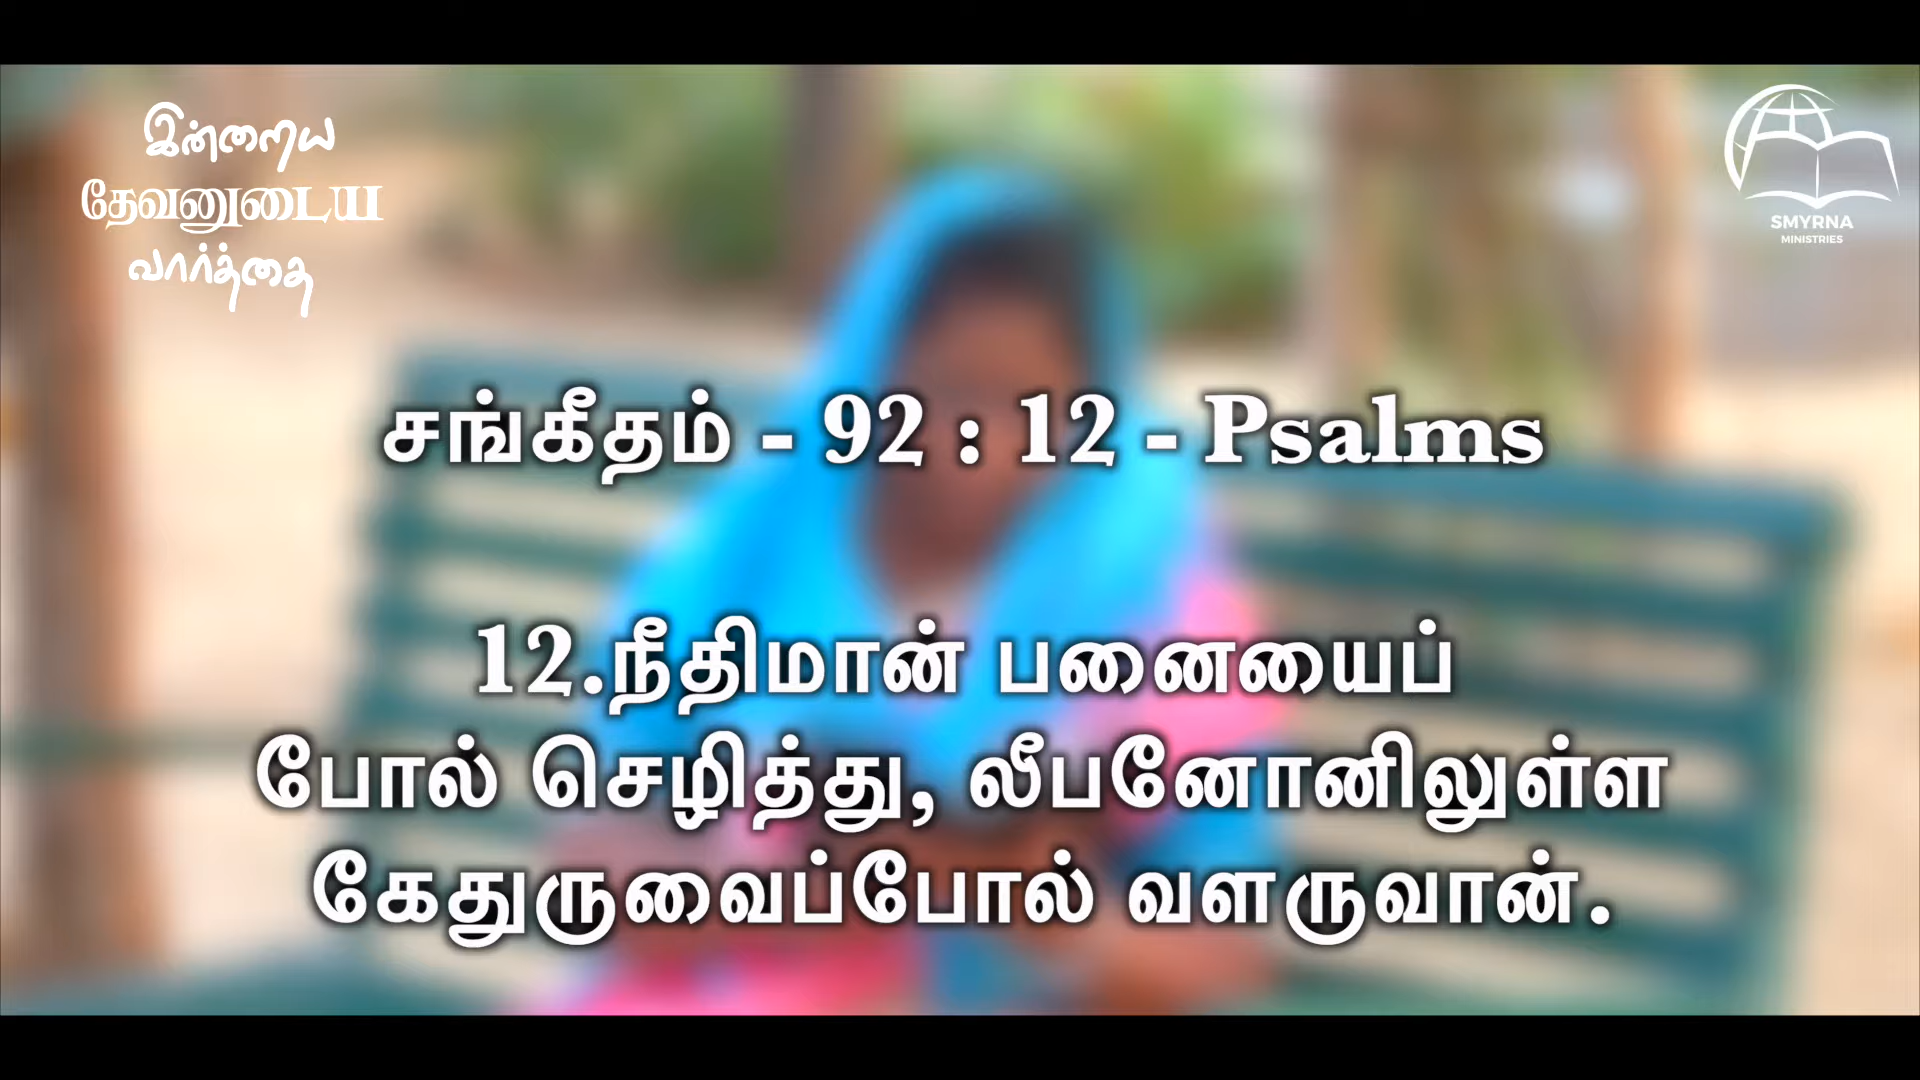 இன்றைய
தேவனுடைய
வார்த்தை
SMYRNA
MINISTRIES
சங்கீதம் - 92 : 12 - Psalms
12.நீதிமான் பனையைப்
போல் செழித்து, லீபனோனிலுள்ள
கேதுருவைப்போல் வளருவான்.